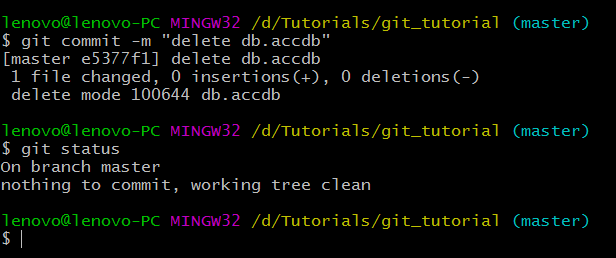 lenovo@lenovo-PC MINGW32 /d/Tutorials/git_tutorial (master)
$ git commit -m "delete db.accdb"
[master e5377f1] delete db.accdb
 1 file changed, 0 insertions(+), 0 deletions(-)
 delete mode 100644 db.accdb
lenovo@lenovo-PC MINGW32 /d/Tutorials/git_tutorial (master)
$ git status
On branch master
nothing to commit, working tree clean
lenovo@lenovo-PC MINGW32 /d/Tutorials/git_tutorial (master)
$